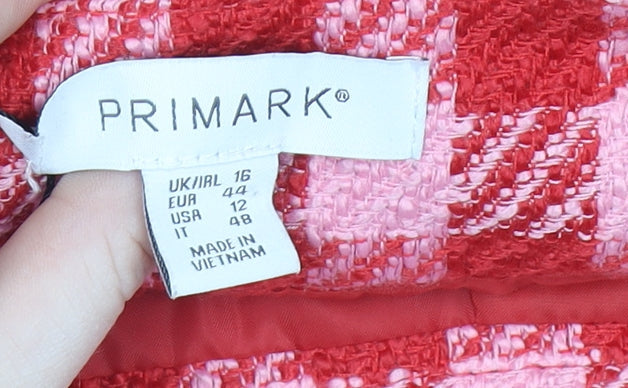 PRIMARK®
UK/IRL 16
EUR 44
USA 12
IT 48
MADE IN
VIETNAM